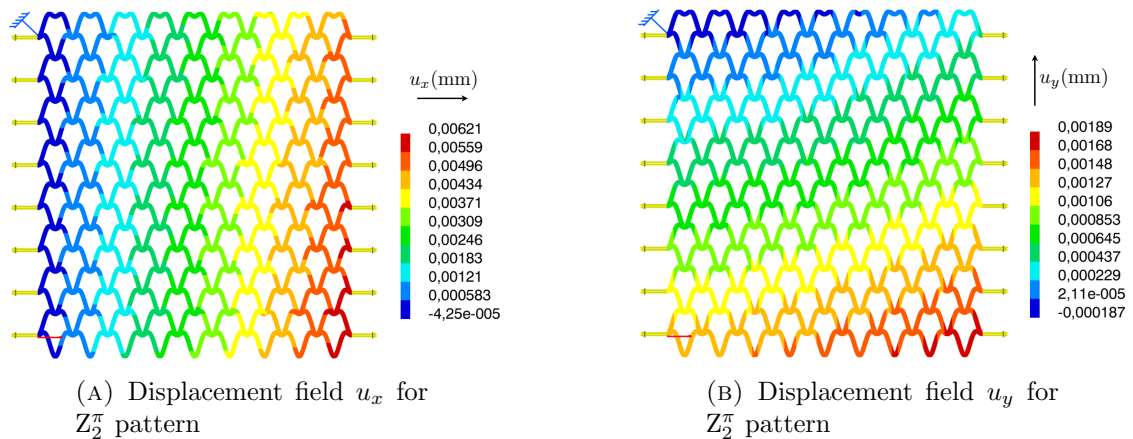 u_x(mm)
0,00621
0,00559
0,00496
0,00434
0,00371
0,00309
0,00246
0,00183
0,00121
0,000583
-4,25e-005
(A) Displacement field u_x for
Z_2^π pattern
u_y(mm)
0,00189
0,00168
0,00148
0,00127
0,00106
0,000853
0,000645
0,000437
0,000229
2,11e-005
-0,000187
(B) Displacement field u_y for
Z_2^π pattern